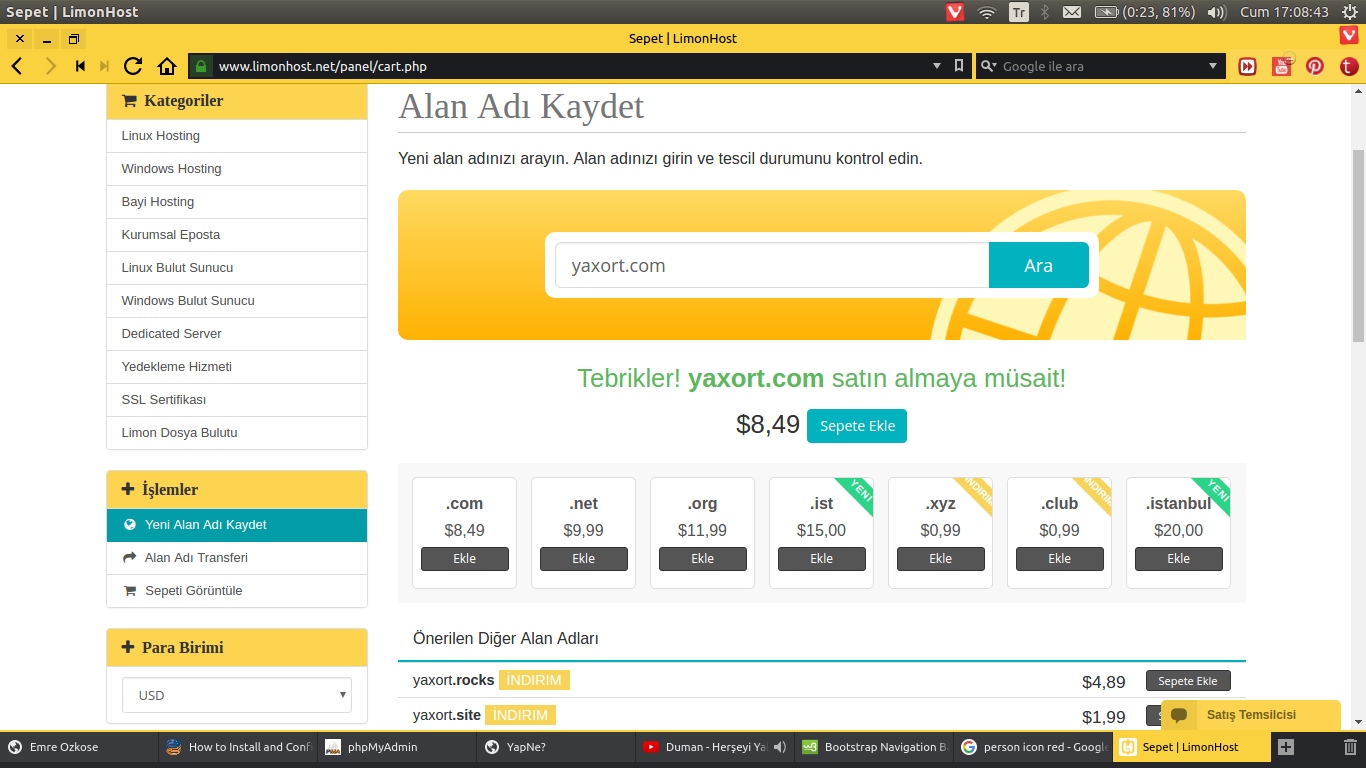 Sepet | LimonHost
Tr
(0:23, 81%)
Cum 17:08:43
Sepet | LimonHost
www.limonhost.net/panel/cart.php
Google ile ara
Kategoriler
Linux Hosting
Windows Hosting
Bayi Hosting
Kurumsal Eposta
Linux Bulut Sunucu
Windows Bulut Sunucu
Dedicated Server
Yedekleme Hizmeti
SSL Sertifikası
Limon Dosya Bulutu
İşlemler
Yeni Alan Adı Kaydet
Alan Adı Transferi
Sepeti Görüntüle
Para Birimi
USD
Alan Adı Kaydet
Yeni alan adınızı arayın. Alan adınızı girin ve tescil durumunu kontrol edin.
yaxort.com
Ara
Tebrikler! yaxort.com satın almaya müsait!
$8,49 Sepete Ekle
.com
$8,49
Ekle
.net
$9,99
Ekle
.org
$11,99
Ekle
YENİ
.ist
$15,00
Ekle
İNDİRİM
.xyz
$0,99
Ekle
İNDİRİM
.club
$0,99
Ekle
YENİ
.istanbul
$20,00
Ekle
Önerilen Diğer Alan Adları
yaxort.rocks İNDİRİM $4,89 Sepete Ekle
yaxort.site İNDİRİM $1,99
Satış Temsilcisi
Emre Ozkose
How to Install and Conf
phpMyAdmin
YapNe?
Duman - Herşeyi Ya
Bootstrap Navigation B
person icon red - Google
Sepet | LimonHost